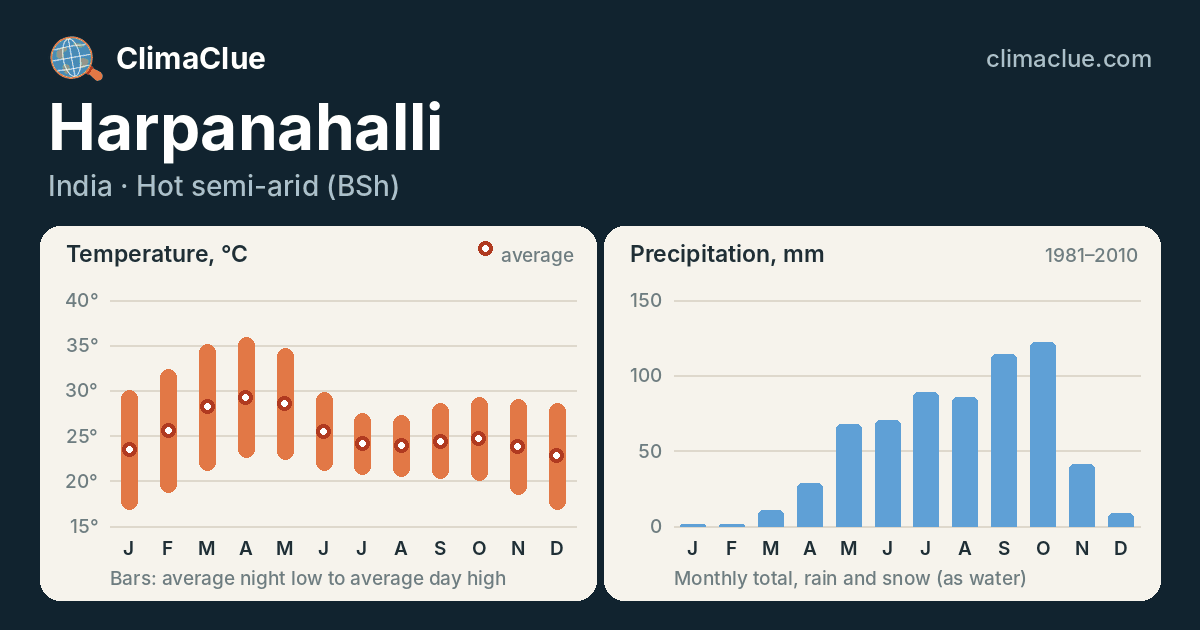 ClimaClue
climaclue.com
Harpanahalli
India · Hot semi-arid (BSh)
Temperature, °C
average
40°
35°
30°
25°
20°
15°
J F M A M J J A S O N D
Bars: average night low to average day high
Precipitation, mm
1981–2010
150
100
50
0
J F M A M J J A S O N D
Monthly total, rain and snow (as water)